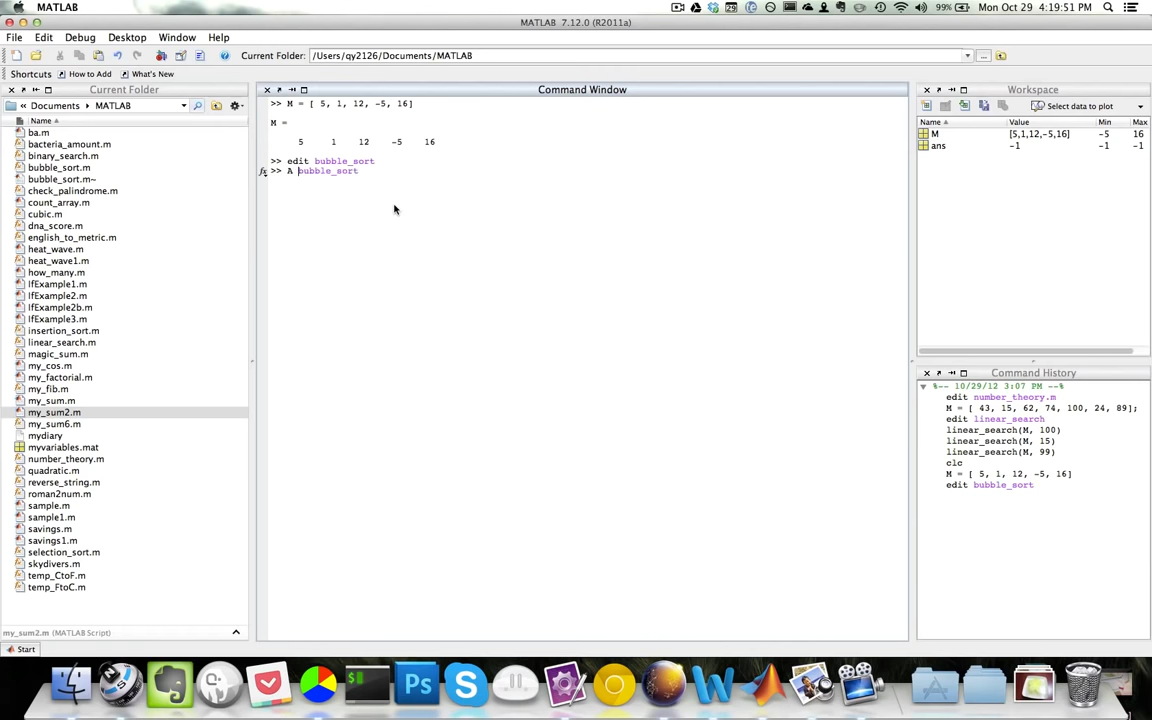 MATLAB
99%
Mon Oct 29 4:19:51 PM
MATLAB 7.12.0 (R2011a)
File Edit Debug Desktop Window Help
Current Folder: /Users/qy2126/Documents/MATLAB
Shortcuts How to Add What's New
Current Folder
« Documents ▸ MATLAB
Name
ba.m
bacteria_amount.m
binary_search.m
bubble_sort.m
bubble_sort.m~
check_palindrome.m
count_array.m
cubic.m
dna_score.m
english_to_metric.m
heat_wave.m
heat_wave1.m
how_many.m
IfExample1.m
IfExample2.m
IfExample2b.m
IfExample3.m
insertion_sort.m
linear_search.m
magic_sum.m
my_cos.m
my_factorial.m
my_fib.m
my_sum.m
my_sum2.m
my_sum6.m
mydiary
myvariables.mat
number_theory.m
quadratic.m
reverse_string.m
roman2num.m
sample.m
sample1.m
savings.m
savings1.m
selection_sort.m
skydivers.m
temp_CtoF.m
temp_FtoC.m
my_sum2.m (MATLAB Script)
Start
Command Window
>> M = [ 5, 1, 12, -5, 16]
M =
5 1 12 -5 16
>> edit bubble_sort
fx >> A bubble_sort
Workspace
Select data to plot
Name Value Min Max
M [5,1,12,-5,16] -5 16
ans -1 -1 -1
Command History
%-- 10/29/12 3:07 PM --%
edit number_theory.m
M = [ 43, 15, 62, 74, 100, 24, 89];
edit linear_search
linear_search(M, 100)
linear_search(M, 15)
linear_search(M, 99)
clc
M = [ 5, 1, 12, -5, 16]
edit bubble_sort
Ps